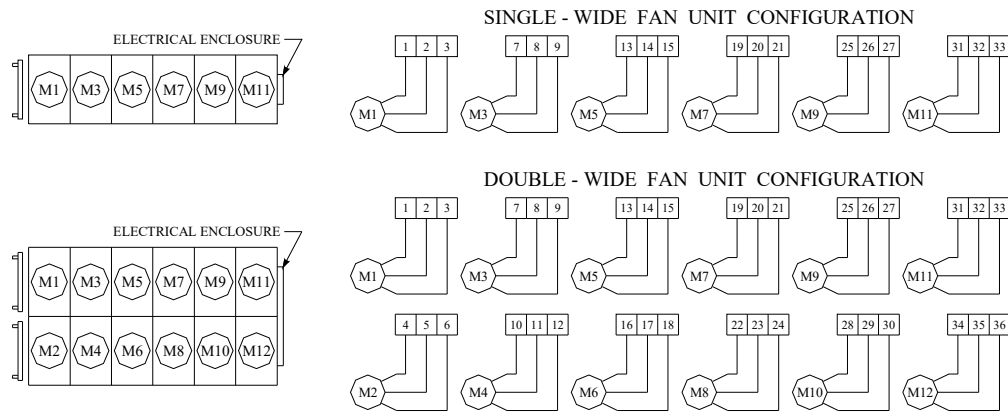 SINGLE - WIDE FAN UNIT CONFIGURATION
ELECTRICAL ENCLOSURE
1 2 3 7 8 9 13 14 15 19 20 21 25 26 27 31 32 33
M1 M3 M5 M7 M9 M11
M1 M3 M5 M7 M9 M11
DOUBLE - WIDE FAN UNIT CONFIGURATION
ELECTRICAL ENCLOSURE
1 2 3 7 8 9 13 14 15 19 20 21 25 26 27 31 32 33
M1 M3 M5 M7 M9 M11
M1 M3 M5 M7 M9 M11
4 5 6 10 11 12 16 17 18 22 23 24 28 29 30 34 35 36
M2 M4 M6 M8 M10 M12
M2 M4 M6 M8 M10 M12